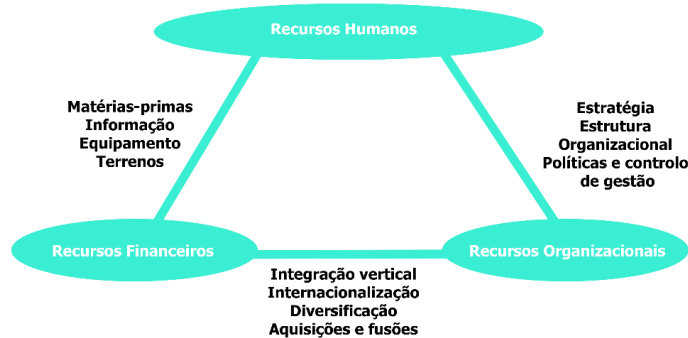 Recursos Humanos
Matérias-primas
Informação
Equipamento
Terrenos
Estratégia
Estrutura
Organizacional
Políticas e controlo
de gestão
Recursos Financeiros
Recursos Organizacionais
Integração vertical
Internacionalização
Diversificação
Aquisições e fusões